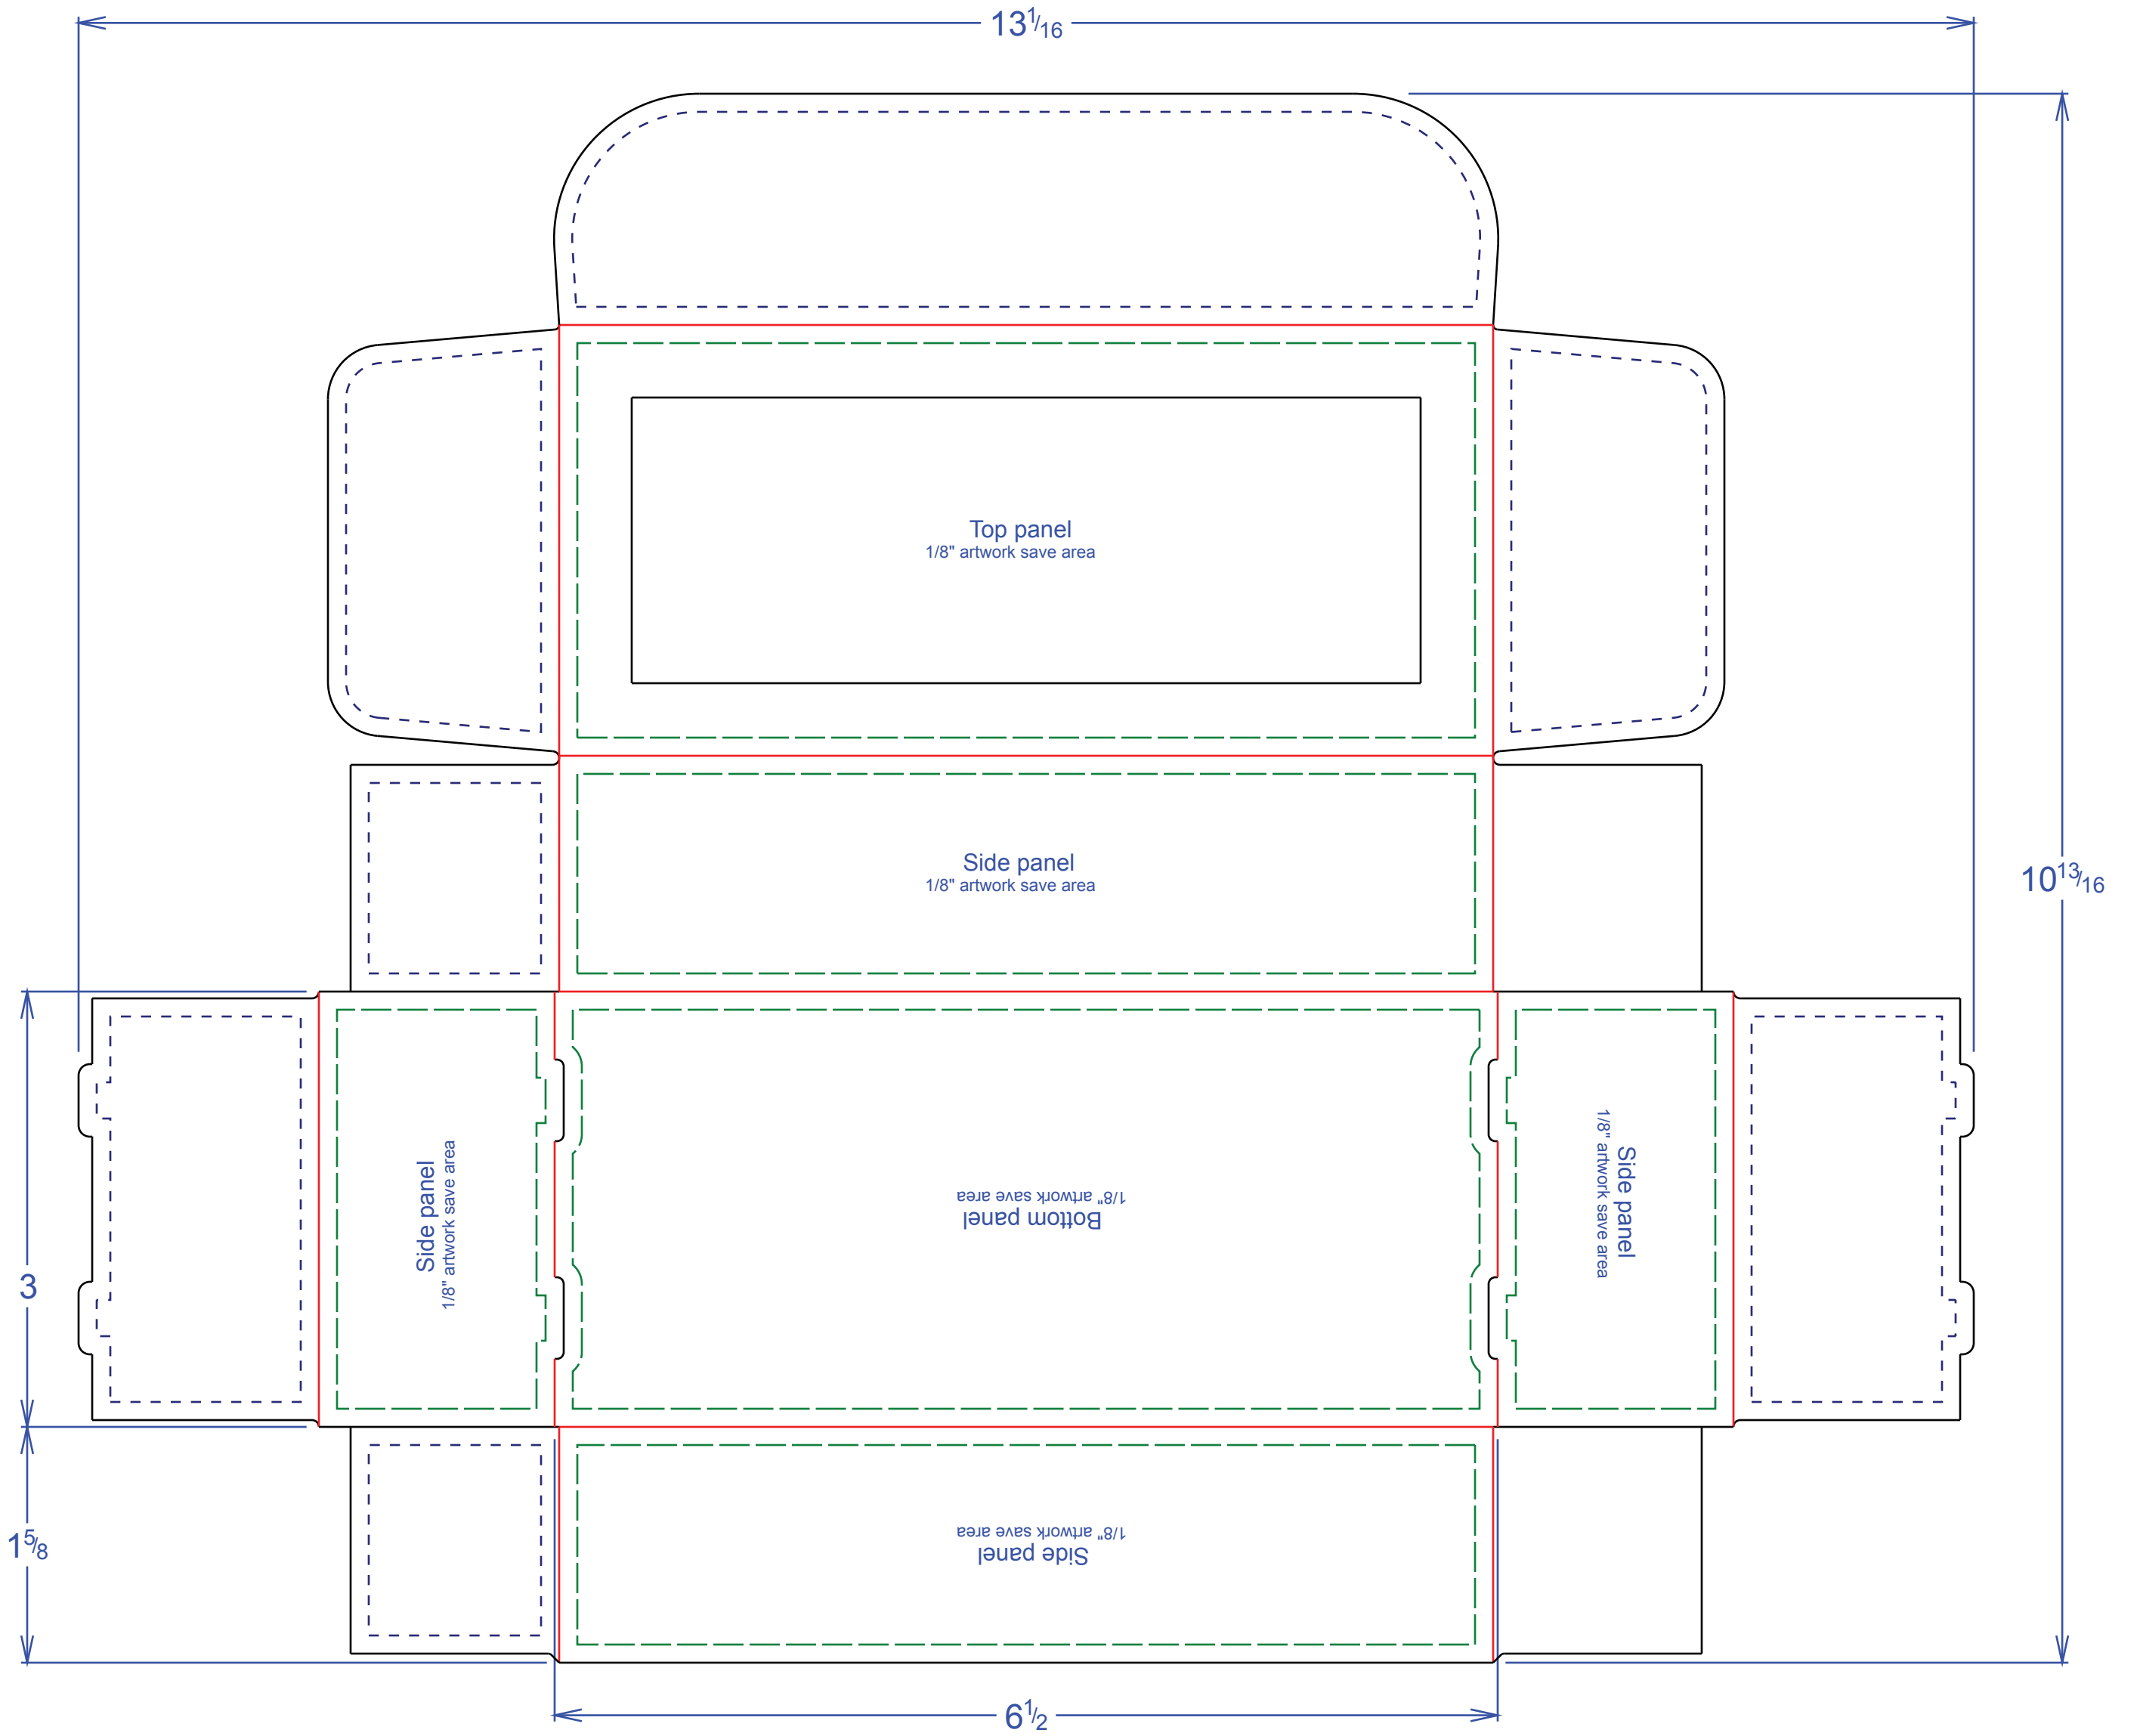 13 1/16
Top panel
1/8" artwork save area
Side panel
1/8" artwork save area
10 13/16
Side panel
1/8" artwork save area
Bottom panel
1/8" artwork save area
Side panel
1/8" artwork save area
3
Side panel
1/8" artwork save area
1 5/8
6 1/2